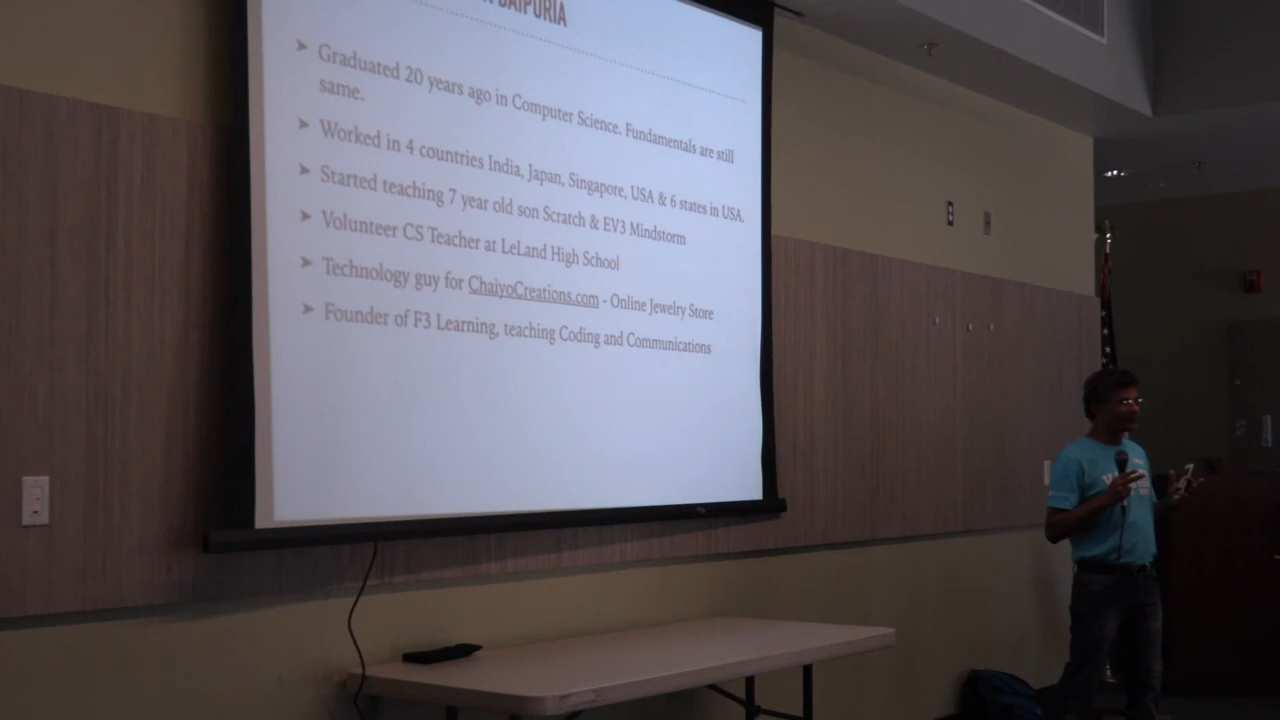 JAIPURIA
➤ Graduated 20 years ago in Computer Science. Fundamentals are still
same.
➤ Worked in 4 countries India, Japan, Singapore, USA & 6 states in USA.
➤ Started teaching 7 year old son Scratch & EV3 Mindstorm
➤ Volunteer CS Teacher at LeLand High School
➤ Technology guy for ChaiyoCreations.com - Online Jewelry Store
➤ Founder of F3 Learning, teaching Coding and Communications